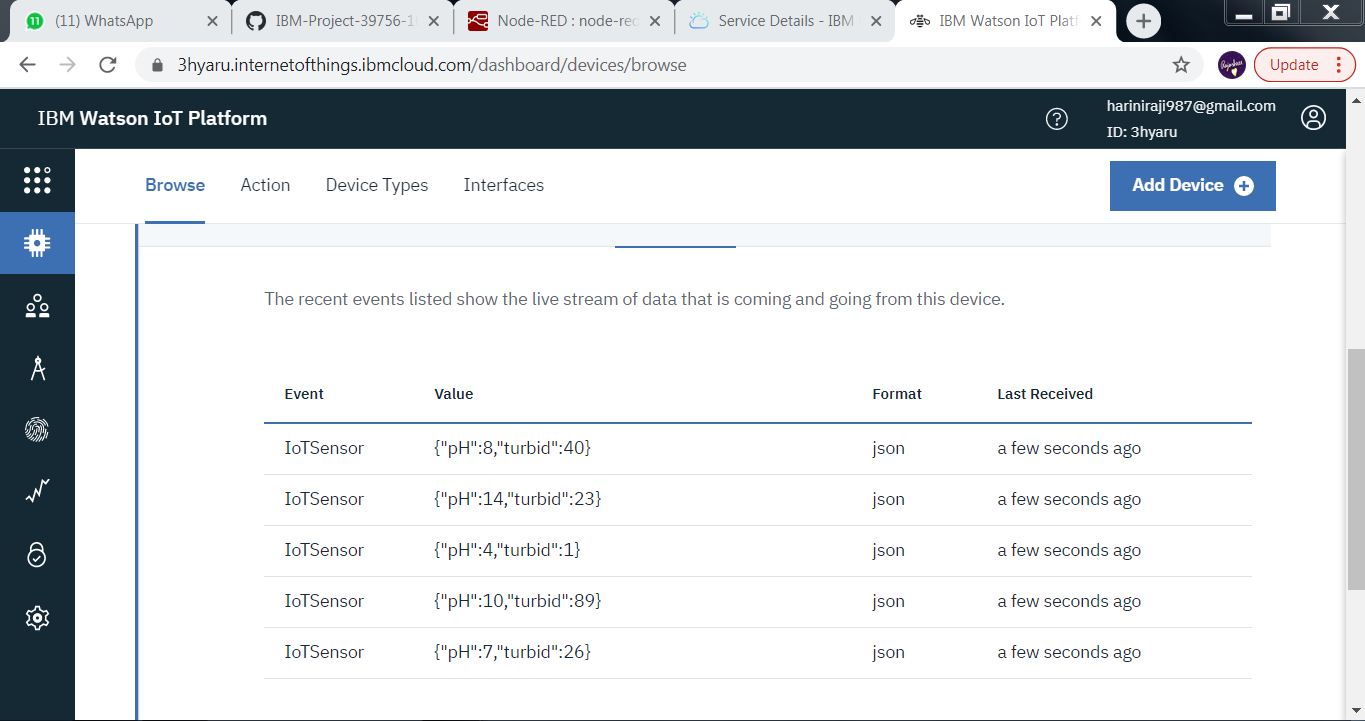 11 (11) WhatsApp IBM-Project-39756-1 Node-RED : node-red Service Details - IBM IBM Watson IoT Platf
3hyaru.internetofthings.ibmcloud.com/dashboard/devices/browse Update
IBM Watson IoT Platform
hariniraji987@gmail.com
ID: 3hyaru
Browse Action Device Types Interfaces Add Device
The recent events listed show the live stream of data that is coming and going from this device.
Event Value Format Last Received
IoTSensor {"pH":8,"turbid":40} json a few seconds ago
IoTSensor {"pH":14,"turbid":23} json a few seconds ago
IoTSensor {"pH":4,"turbid":1} json a few seconds ago
IoTSensor {"pH":10,"turbid":89} json a few seconds ago
IoTSensor {"pH":7,"turbid":26} json a few seconds ago